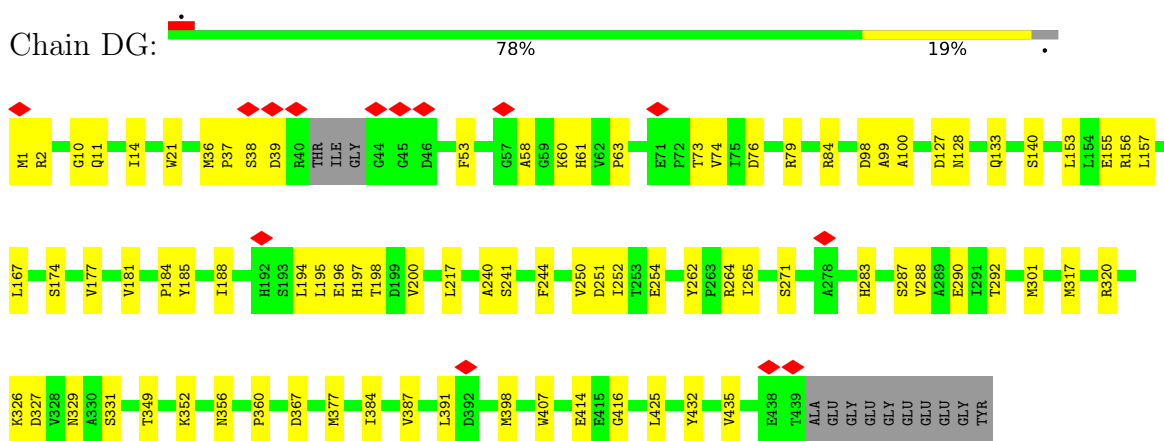 Chain DG:
78% 19%
M1 R2 G10 Q11 I14 W21 M36 P37 S38 D39 R40 THR ILE GLY G44 G45 D46 F53 G57 A58 G59 K60 H61 V62 P63 E71 P72 T73 V74 I75 D76 R79 R84 D98 A99 A100 D127 N128 Q133 S140 L153 L154 E155 R156 L157
L167 S174 V177 V181 P184 Y185 I188 H192 S193 L194 L195 E196 H197 T198 D199 V200 L217 A240 S241 F244 V250 D251 I252 T253 E254 Y262 P263 R264 I265 S271 A278 H283 S287 V288 A289 E290 I291 T292 M301 M317 R320
K326 D327 V328 N329 A330 S331 T349 K352 N356 P360 D367 M377 I384 V387 L391 D392 M398 W407 E414 E415 G416 L425 Y432 V435 E438 T439 ALA GLU GLY GLU GLY GLU GLU GLU GLY TYR